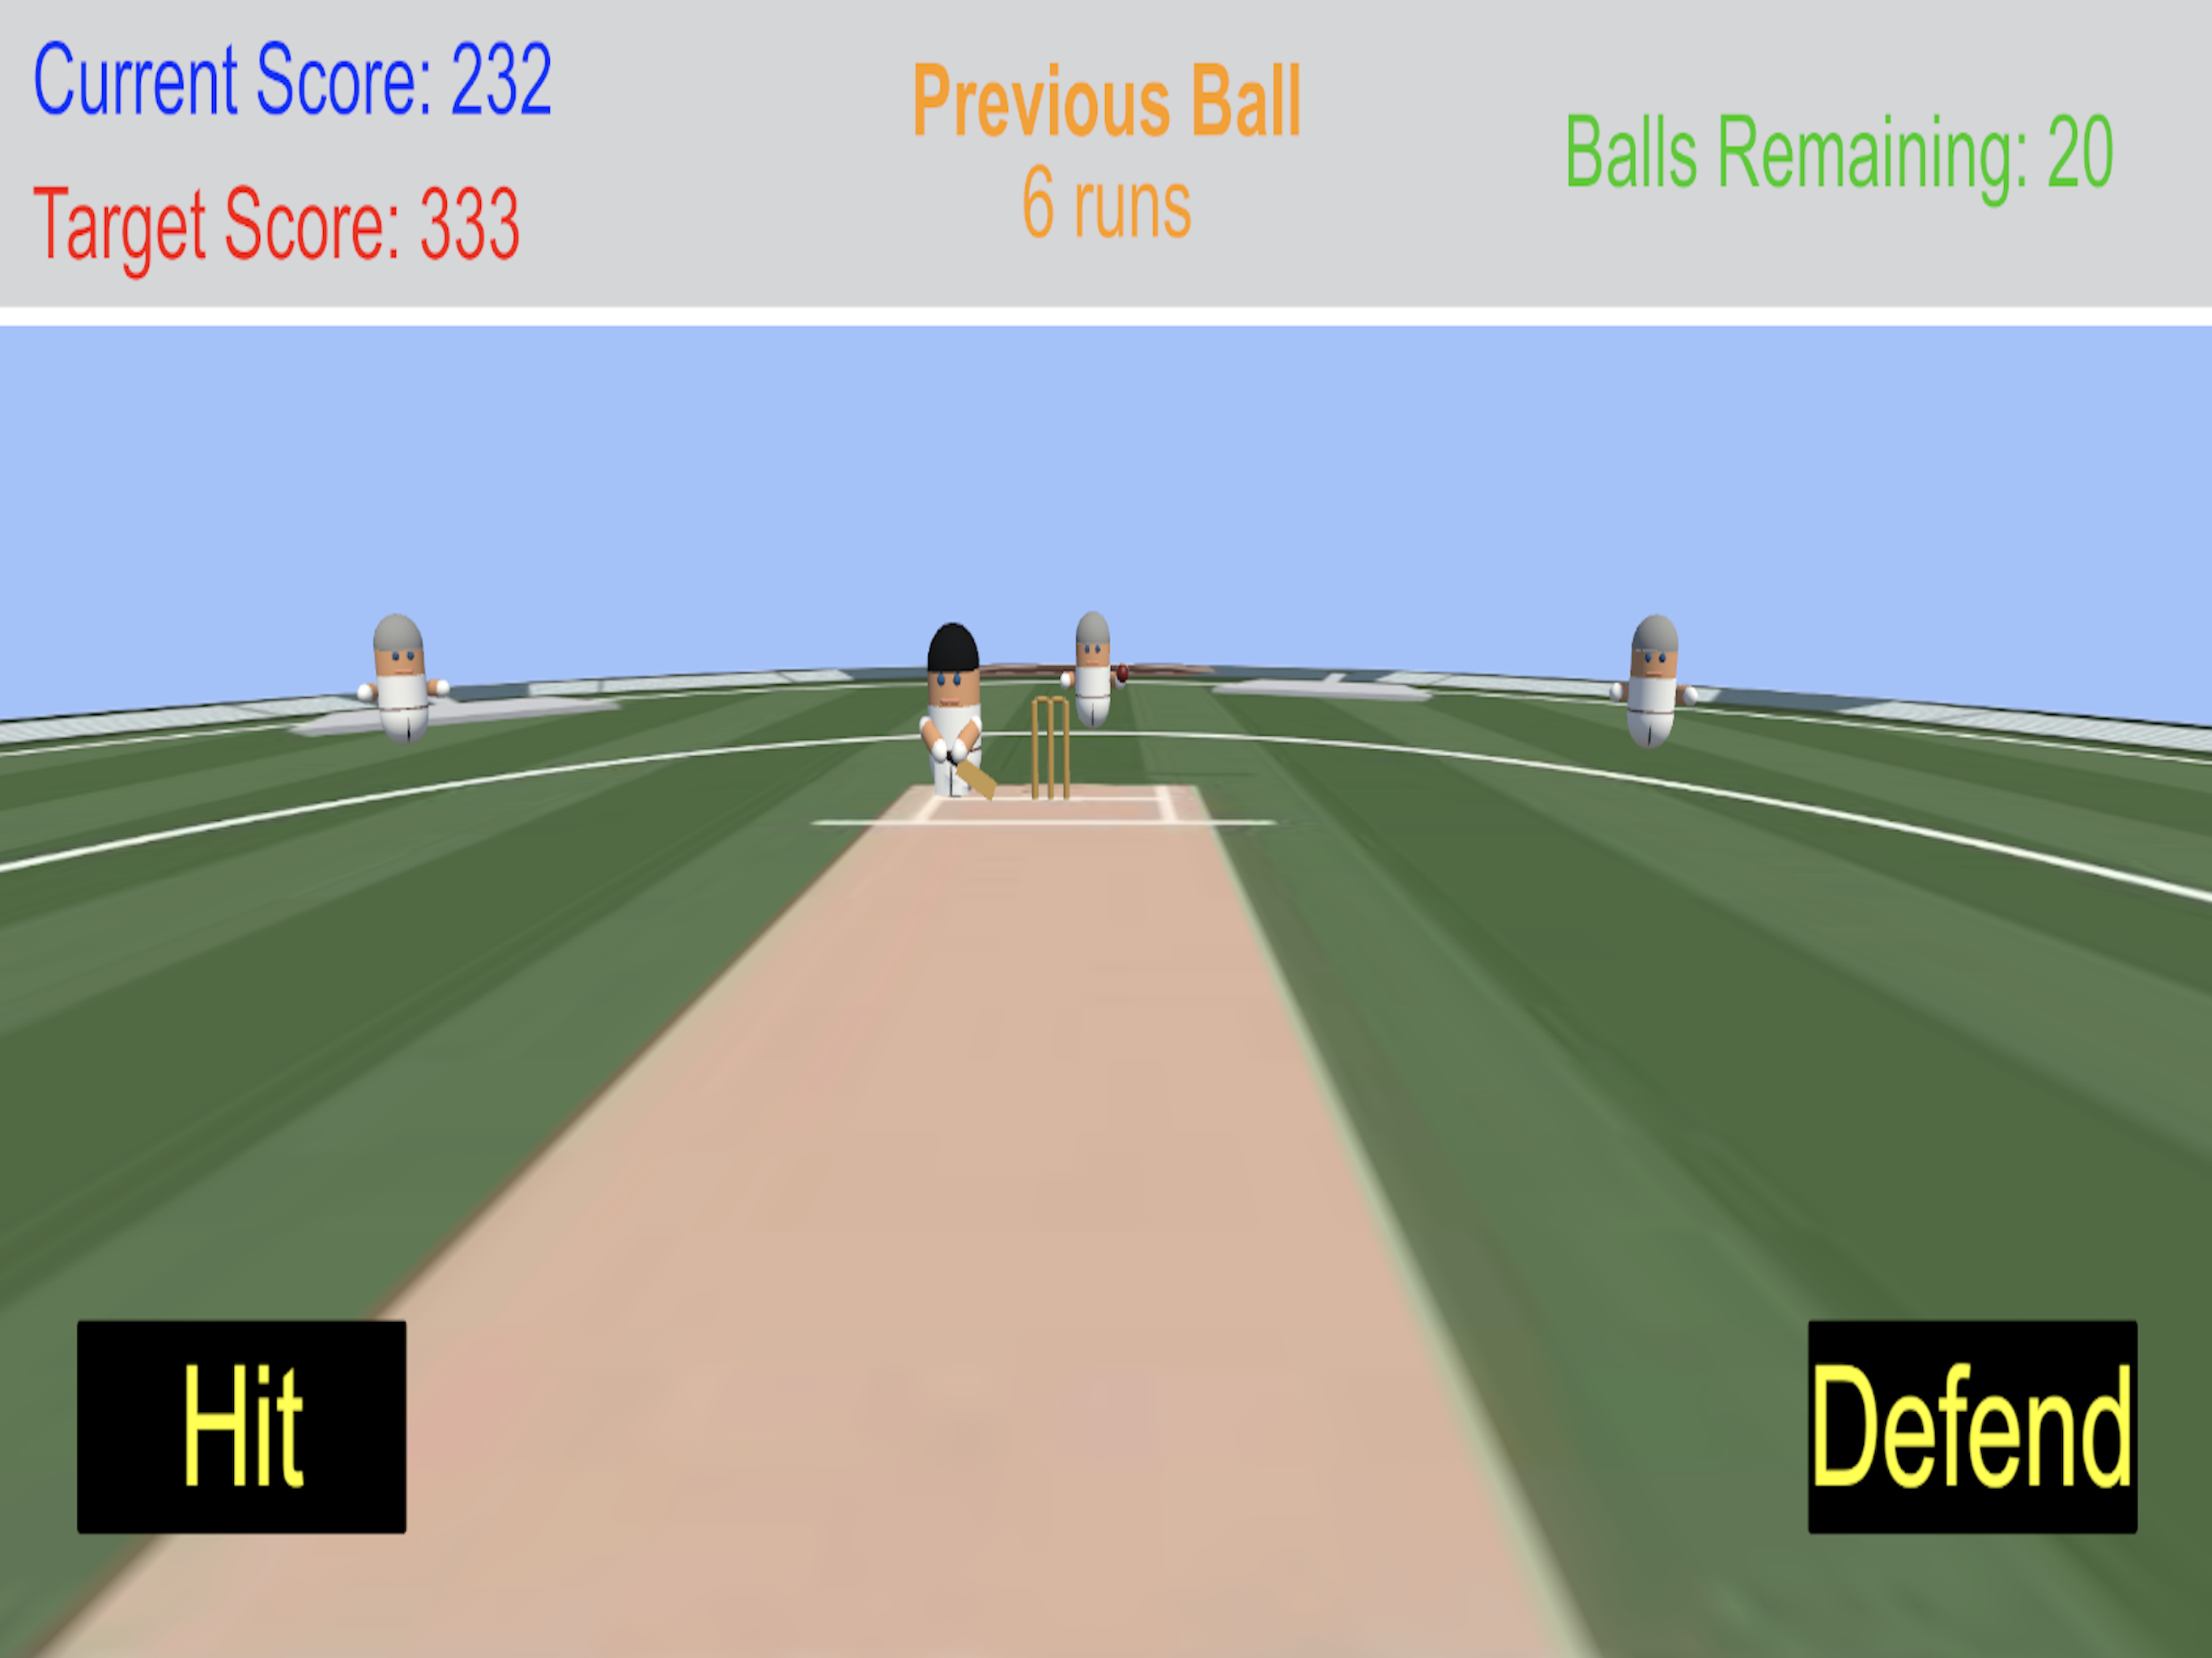 Current Score: 232
Target Score: 333
Previous Ball
6 runs
Balls Remaining: 20
Hit
Defend